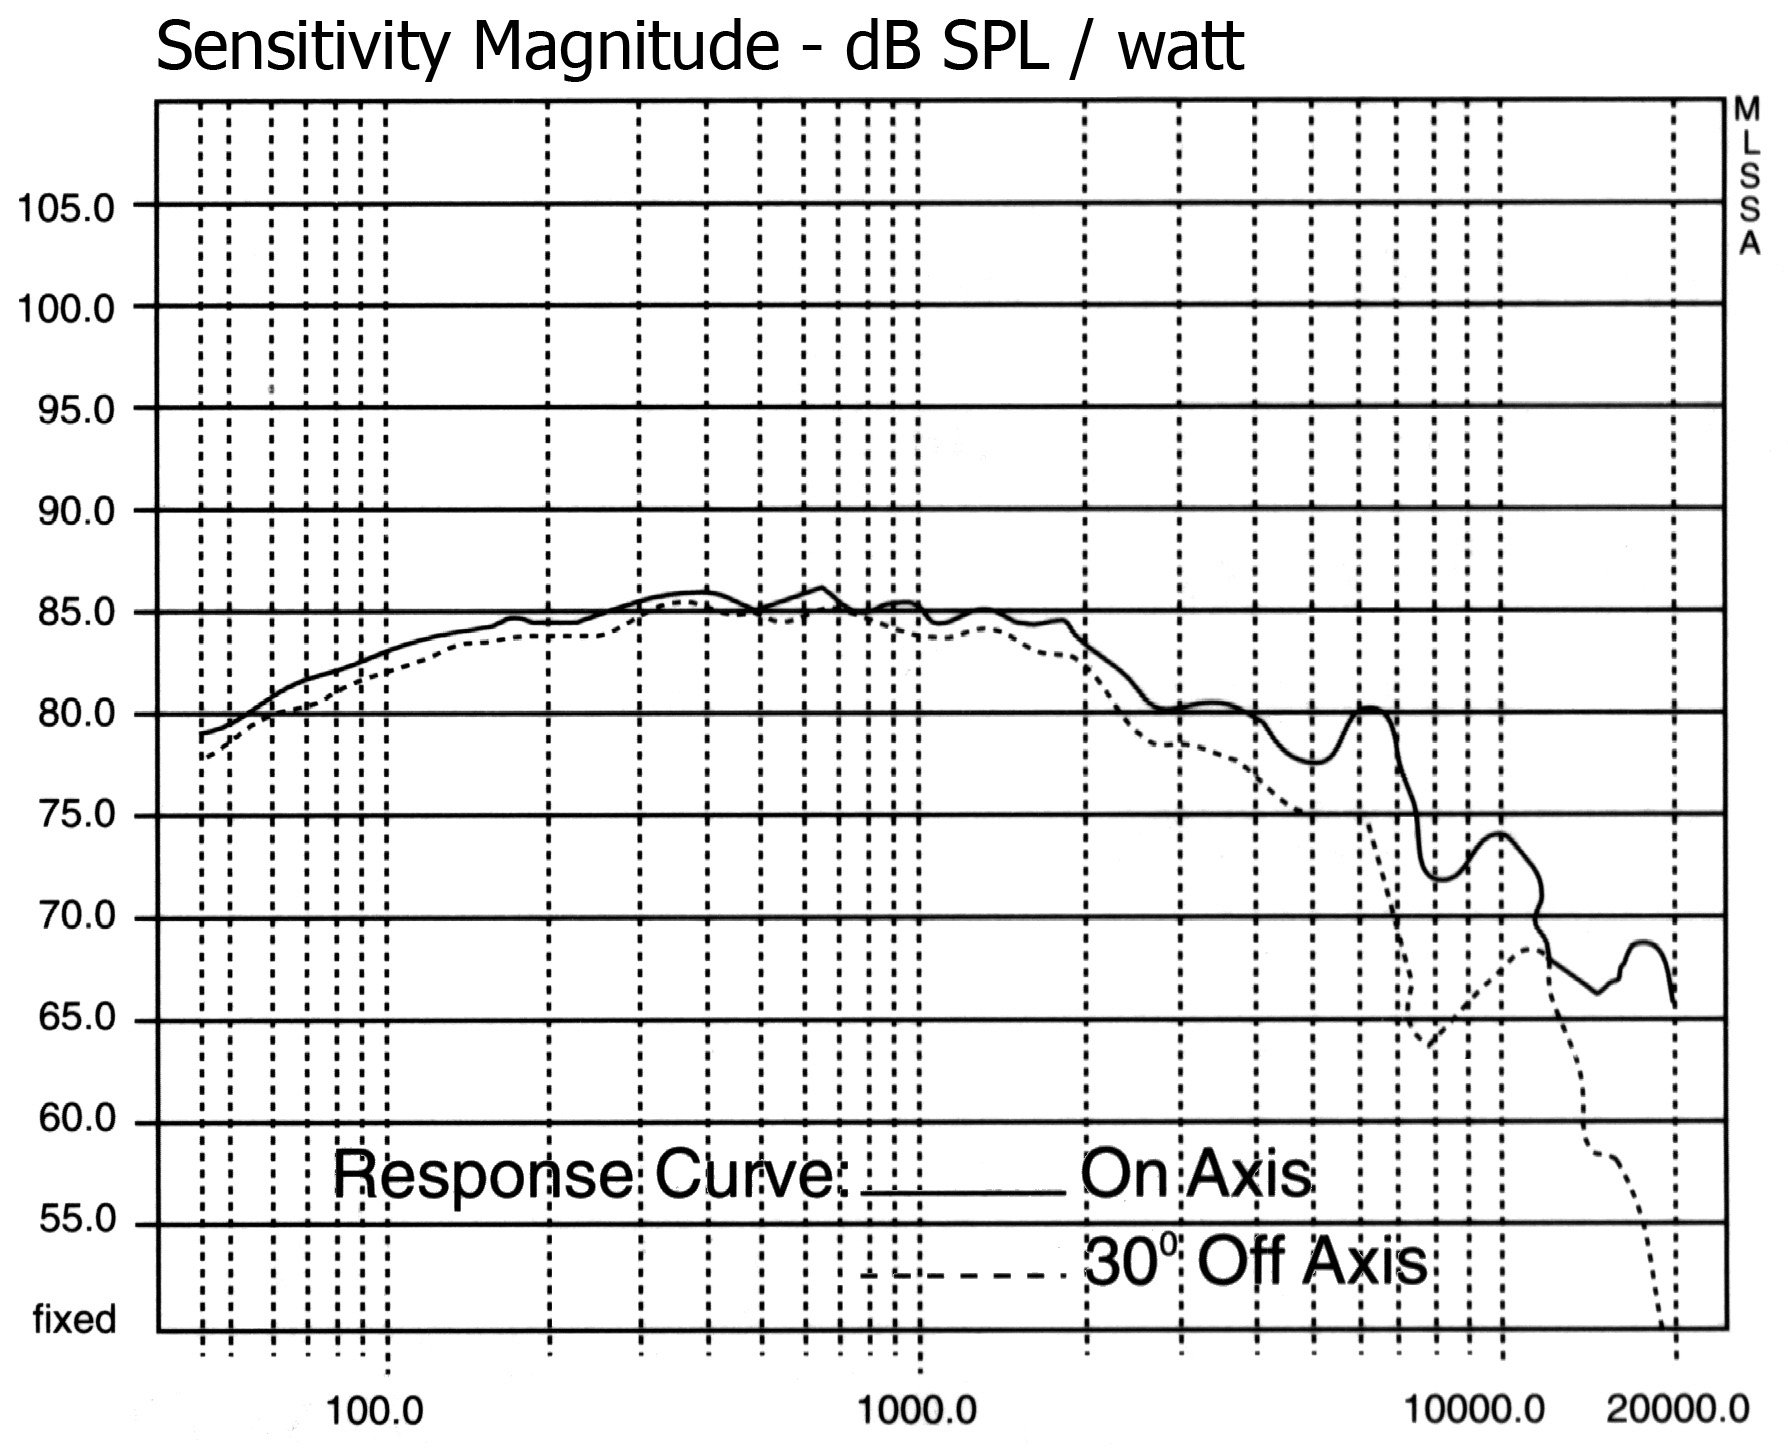 Sensitivity Magnitude - dB SPL / watt
M
L
S
S
A
105.0
100.0
95.0
90.0
85.0
80.0
75.0
70.0
65.0
60.0
Response Curve: On Axis
55.0
30⁰ Off Axis
fixed
100.0 1000.0 10000.0 20000.0